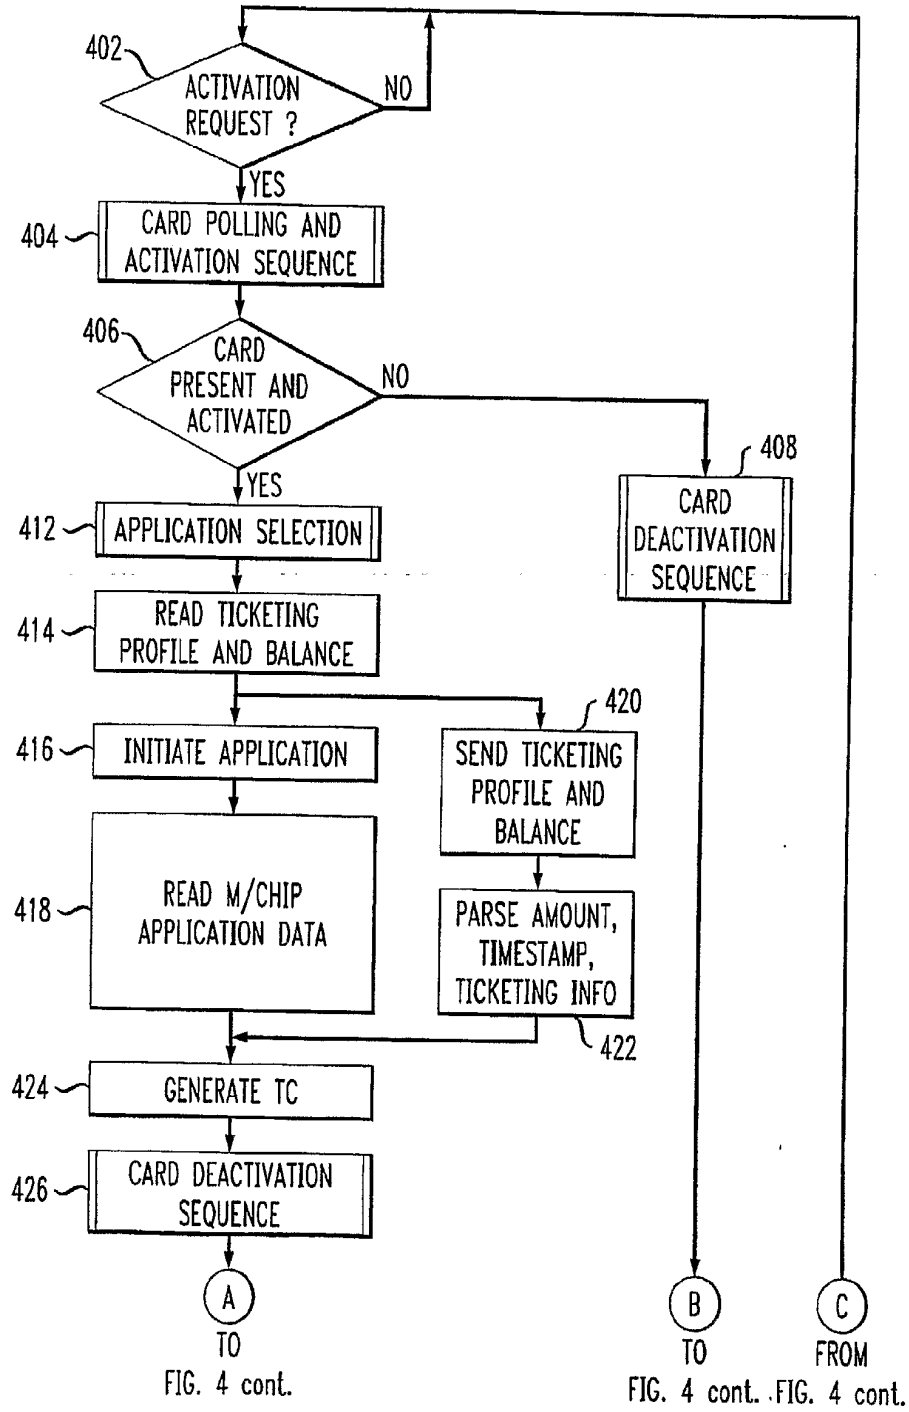 402
ACTIVATION
REQUEST ?
NO
YES
404
CARD POLLING AND
ACTIVATION SEQUENCE
406
CARD
PRESENT AND
ACTIVATED
NO
YES
408
CARD
DEACTIVATION
SEQUENCE
412
APPLICATION SELECTION
414
READ TICKETING
PROFILE AND BALANCE
416
INITIATE APPLICATION
420
SEND TICKETING
PROFILE AND
BALANCE
418
READ M/CHIP
APPLICATION DATA
PARSE AMOUNT,
TIMESTAMP,
TICKETING INFO
422
424
GENERATE TC
426
CARD DEACTIVATION
SEQUENCE
A
TO
FIG. 4 cont.
B
TO
FIG. 4 cont.
C
FROM
FIG. 4 cont.